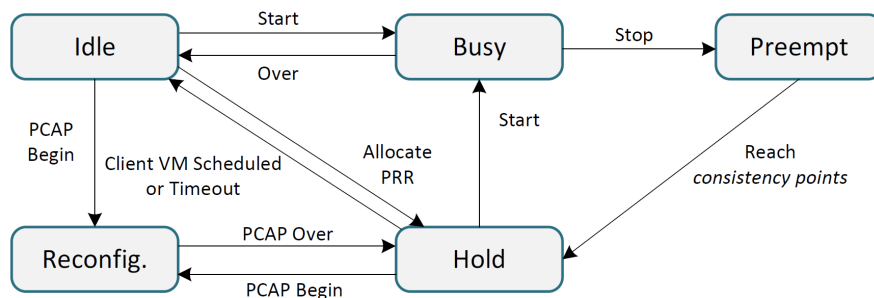 Start
Idle
Busy
Stop
Preempt
Over
PCAP
Begin
Client VM Scheduled
or Timeout
Allocate
PRR
Start
Reach
consistency points
Reconfig.
PCAP Over
Hold
PCAP Begin